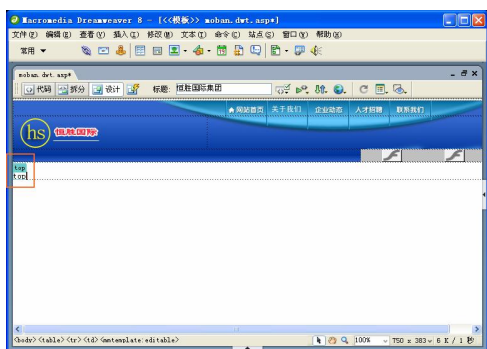 Macromedia Dreamweaver 8 - [<<模板>> moban.dwt.asp*]
文件(F) 编辑(E) 查看(V) 插入(I) 修改(M) 文本(T) 命令(C) 站点(S) 窗口(W) 帮助(H)
常用
moban.dwt.asp*
代码 拆分 设计 标题: 恒胜国际集团
网站首页 关于我们 企业动态 人才招聘 联系我们
hs 恒胜国际
top
top
<body> <table> <tr> <td> <mmtemplate:editable> 100% 750 x 383 6 K / 1 秒